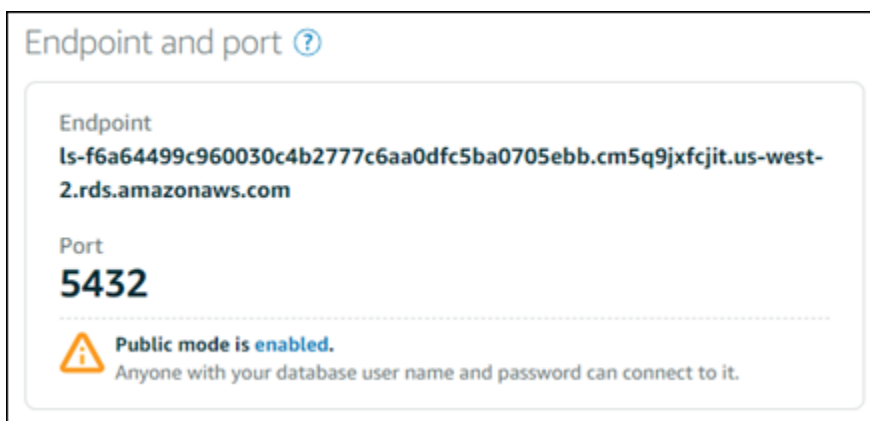 Endpoint and port ?
Endpoint
ls-f6a64499c960030c4b2777c6aa0dfc5ba0705ebb.cm5q9jxfcjit.us-west-
2.rds.amazonaws.com
Port
5432
Public mode is enabled.
Anyone with your database user name and password can connect to it.